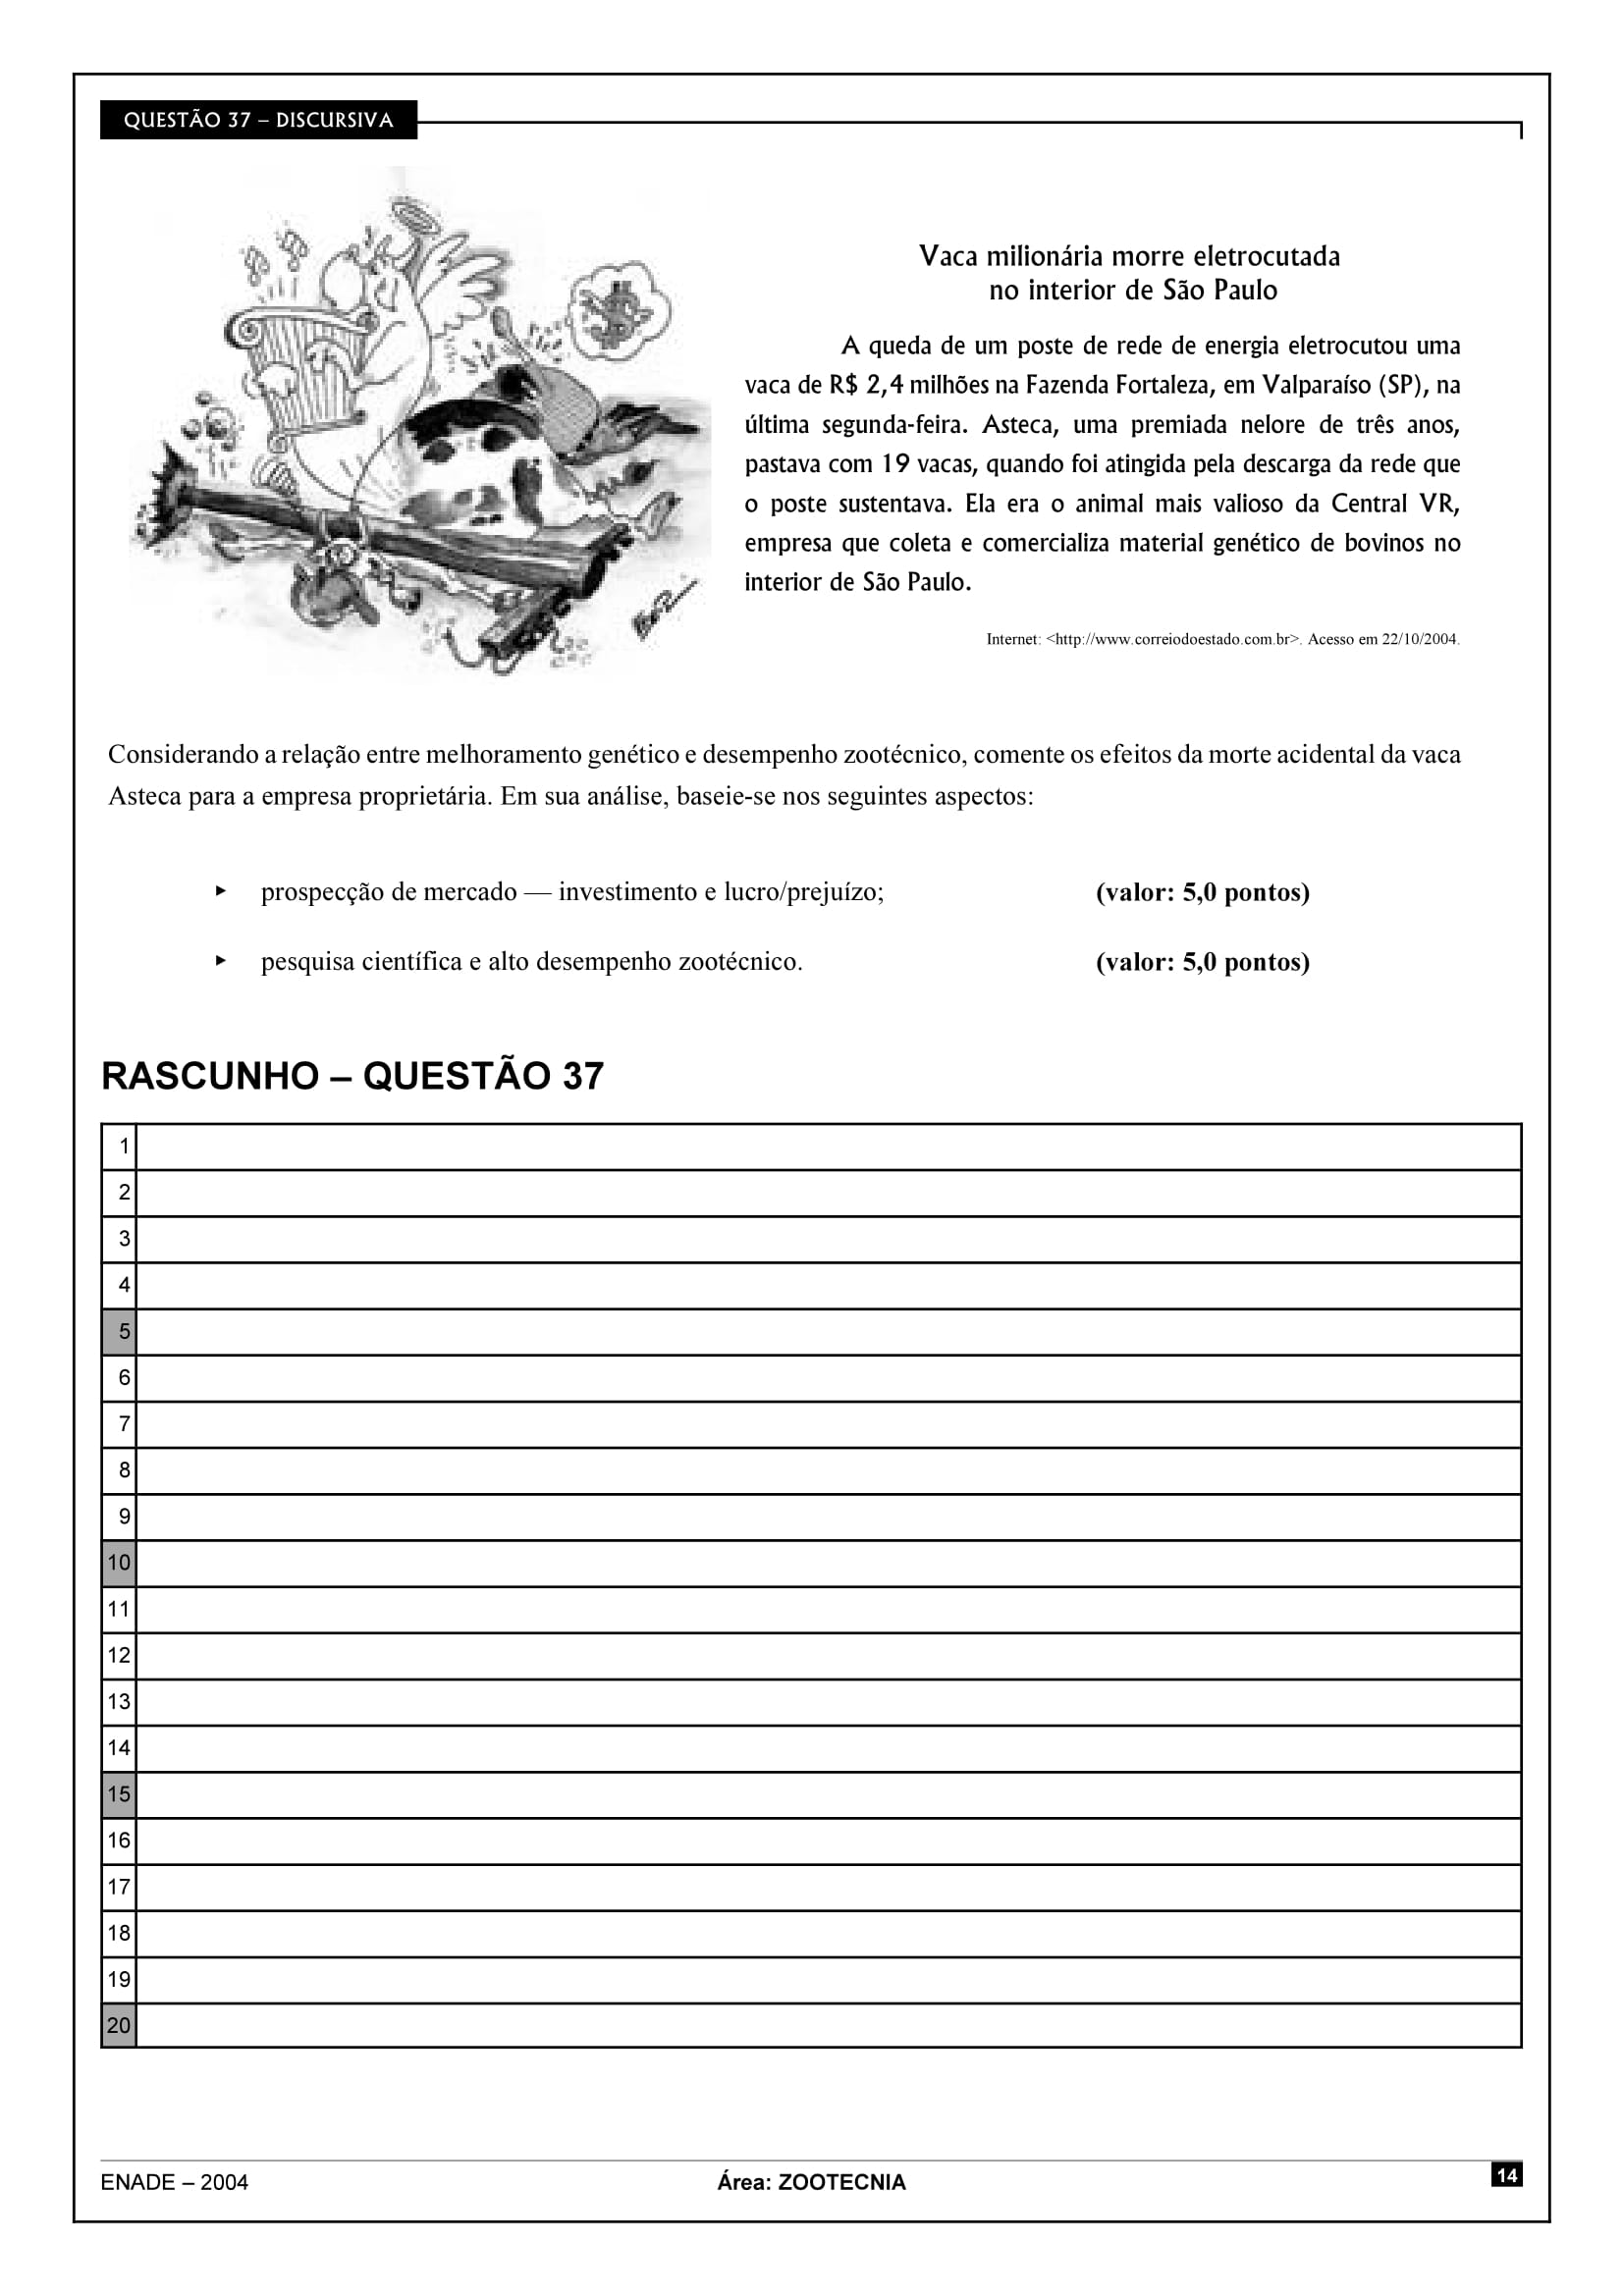 QUESTÃO 37 – DISCURSIVA
Vaca milionária morre eletrocutada
no interior de São Paulo
A queda de um poste de rede de energia eletrocutou uma
vaca de R$ 2,4 milhões na Fazenda Fortaleza, em Valparaíso (SP), na
última segunda-feira. Asteca, uma premiada nelore de três anos,
pastava com 19 vacas, quando foi atingida pela descarga da rede que
o poste sustentava. Ela era o animal mais valioso da Central VR,
empresa que coleta e comercializa material genético de bovinos no
interior de São Paulo.
Internet: <http://www.correiodoestado.com.br>. Acesso em 22/10/2004.
Considerando a relação entre melhoramento genético e desempenho zootécnico, comente os efeitos da morte acidental da vaca
Asteca para a empresa proprietária. Em sua análise, baseie-se nos seguintes aspectos:
▸ prospecção de mercado — investimento e lucro/prejuízo; (valor: 5,0 pontos)
▸ pesquisa científica e alto desempenho zootécnico. (valor: 5,0 pontos)
RASCUNHO – QUESTÃO 37
1
2
3
4
5
6
7
8
9
10
11
12
13
14
15
16
17
18
19
20
ENADE – 2004 Área: ZOOTECNIA 14